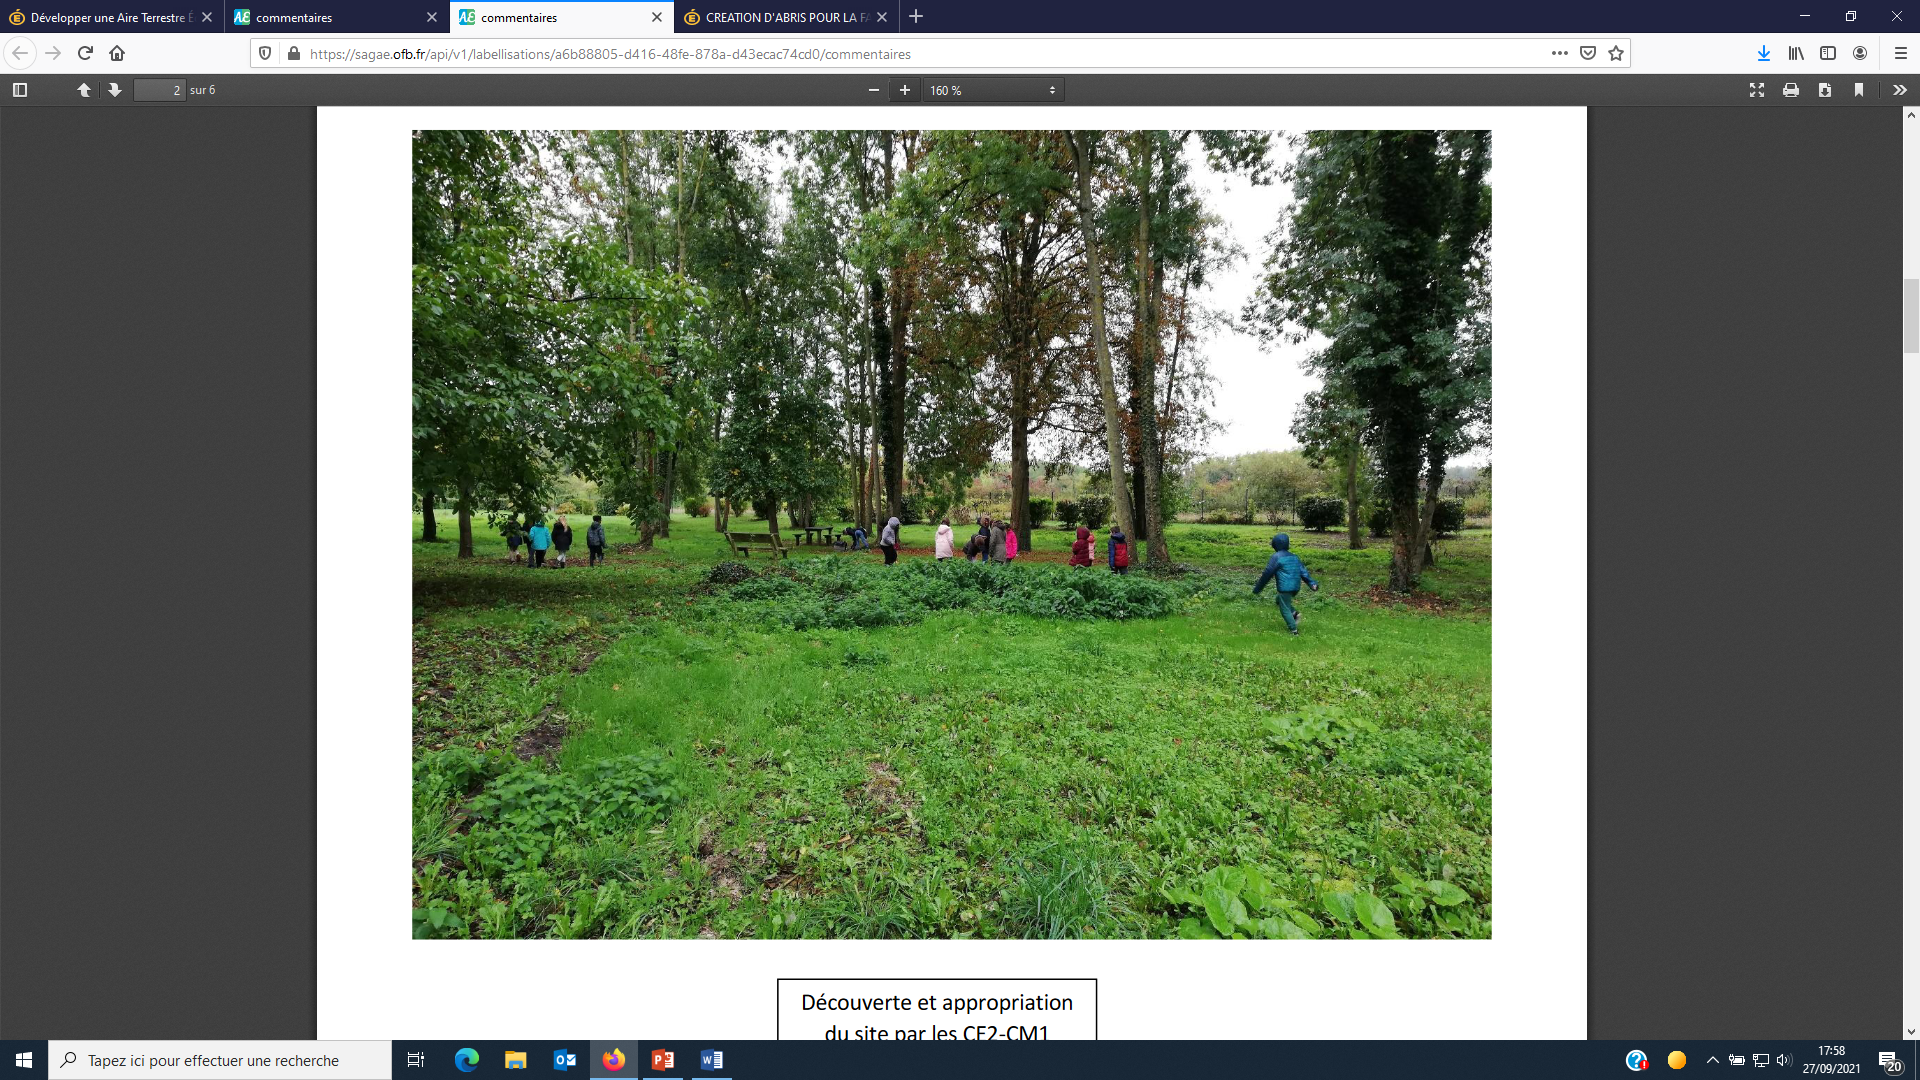 Développer une Aire Terrestre É
commentaires
commentaires
CREATION D'ABRIS POUR LA FA
https://sagae.ofb.fr/api/v1/labellisations/a6b88805-d416-48fe-878a-d43ecac74cd0/commentaires
2 sur 6
160 %
Découverte et appropriation
du site par les CE2-CM1
Tapez ici pour effectuer une recherche
17:58
27/09/2021
20